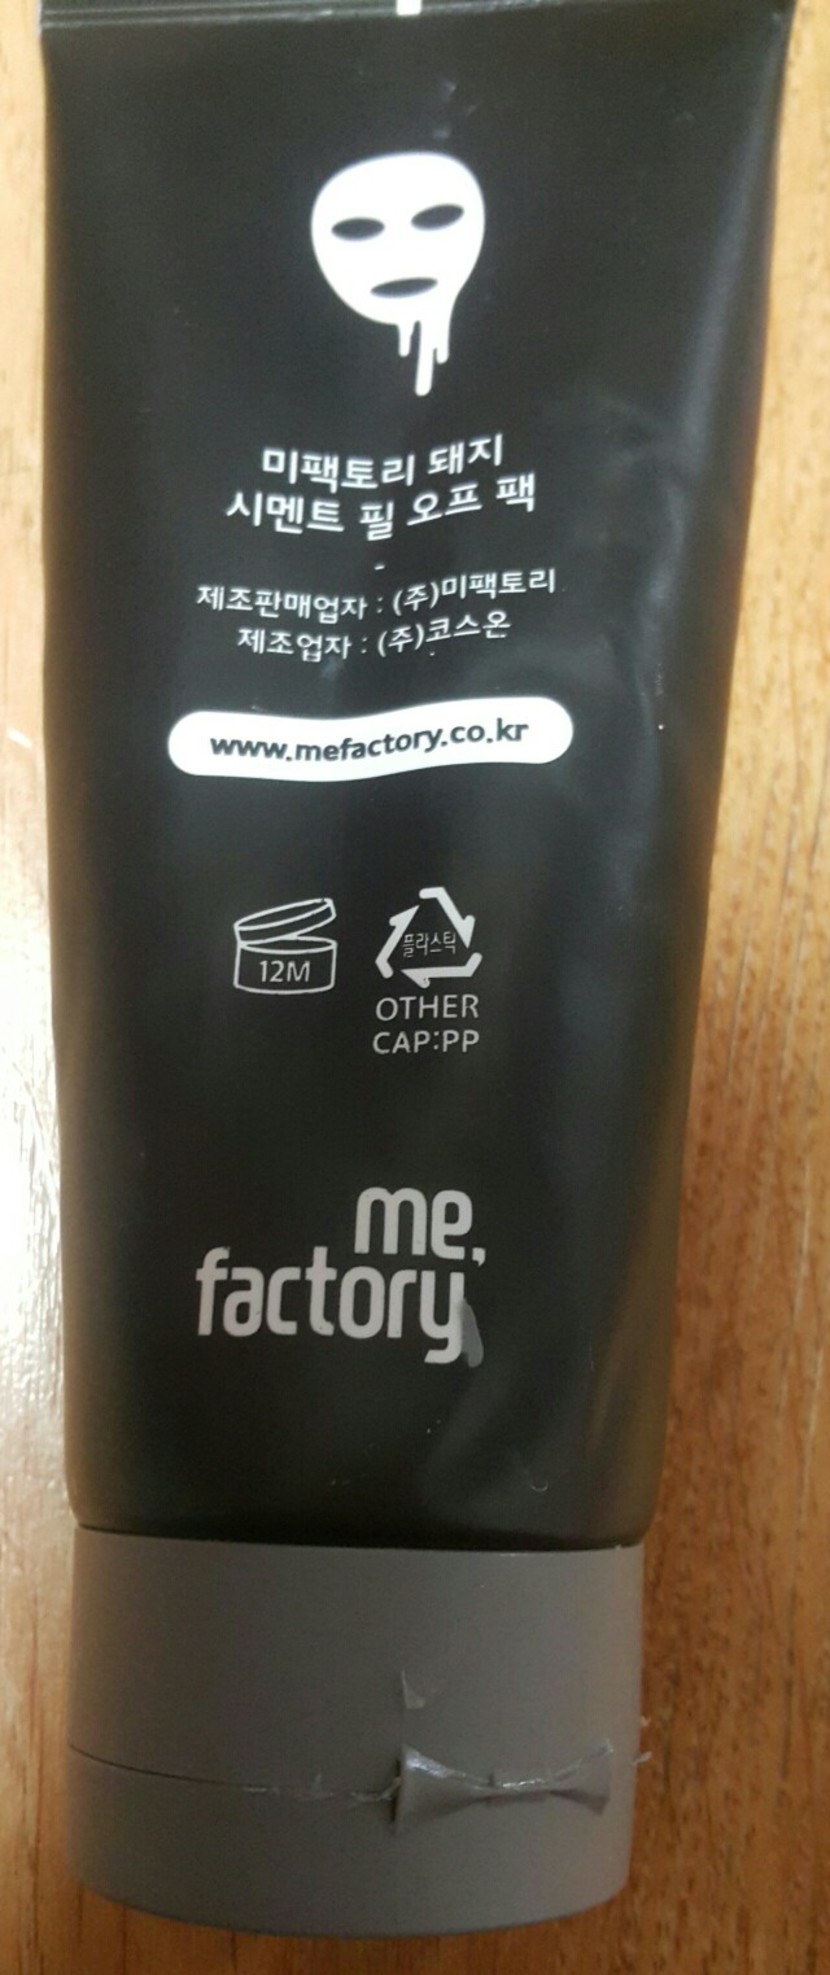 미팩토리 돼지
시멘트 필 오프 팩
-
제조판매업자 : (주)미팩토리
제조업자 : (주)코스온
www.mefactory.co.kr
12M
플라스틱
OTHER
CAP:PP
me,
factory